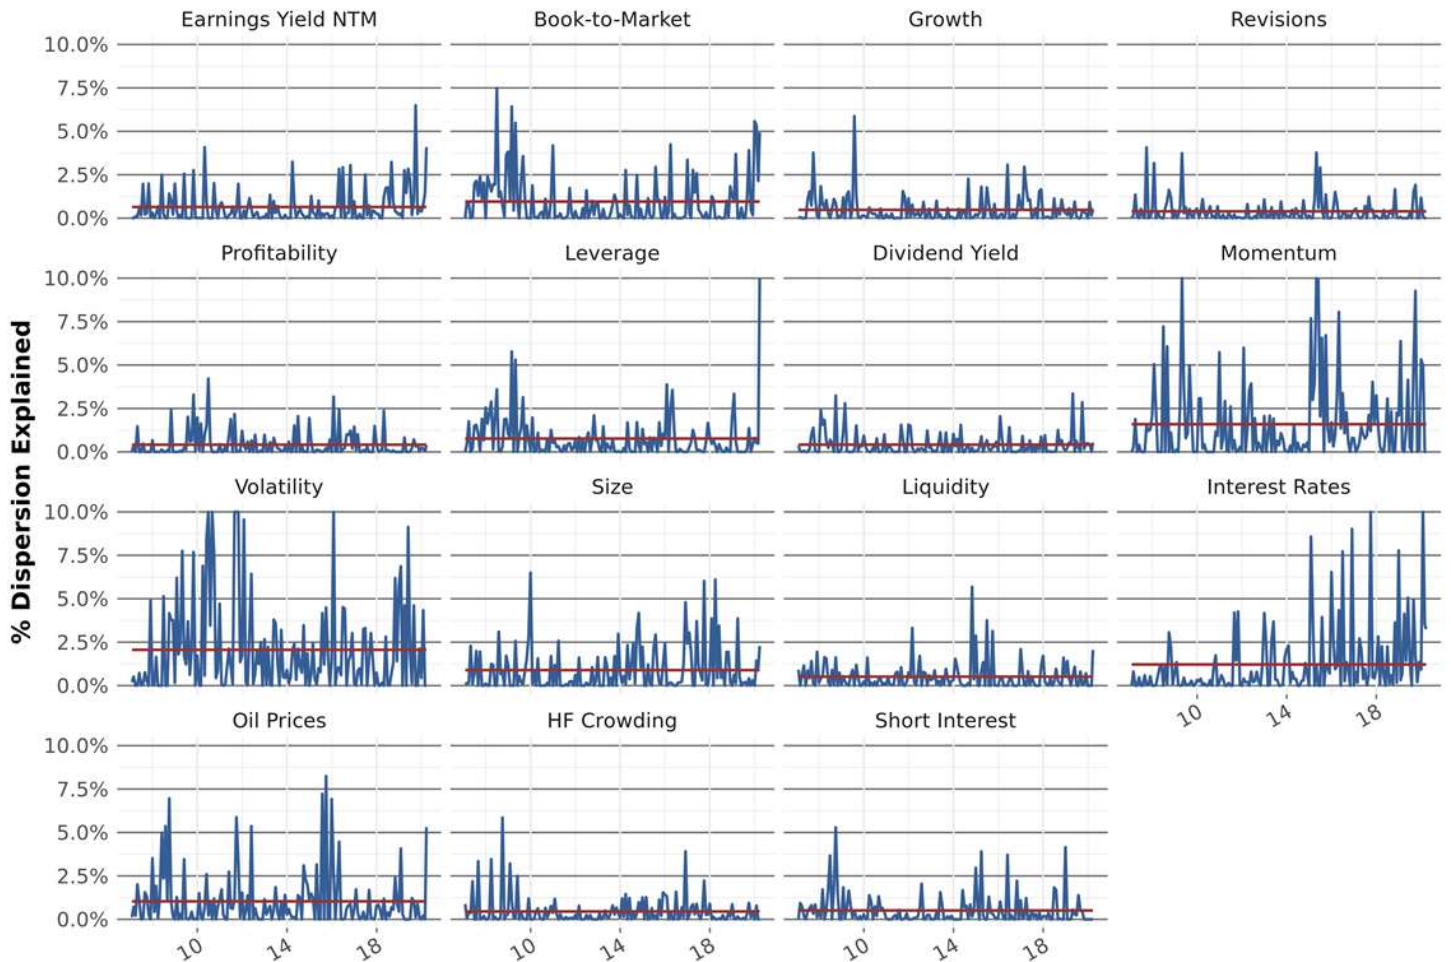 Earnings Yield NTM Book-to-Market Growth Revisions
10.0%
7.5%
5.0%
2.5%
0.0%
Profitability Leverage Dividend Yield Momentum
10.0%
7.5%
5.0%
2.5%
0.0%
% Dispersion Explained
Volatility Size Liquidity Interest Rates
10.0%
7.5%
5.0%
2.5%
0.0%
10 14 18
Oil Prices HF Crowding Short Interest
10.0%
7.5%
5.0%
2.5%
0.0%
10 14 18 10 14 18 10 14 18